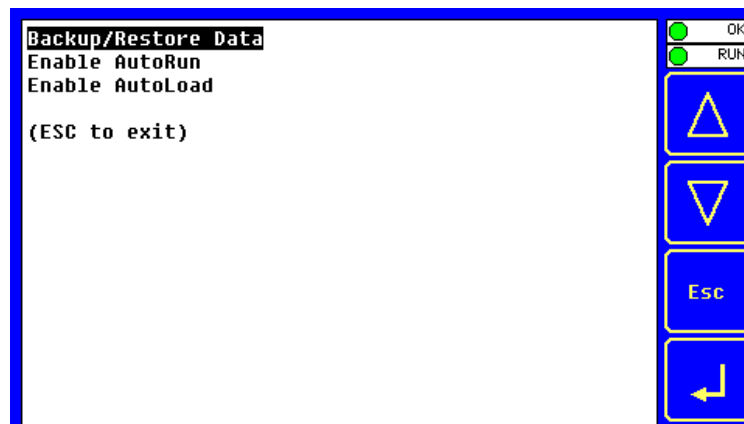 Backup/Restore Data
Enable AutoRun
Enable AutoLoad
(ESC to exit)
OK
RUN
Esc